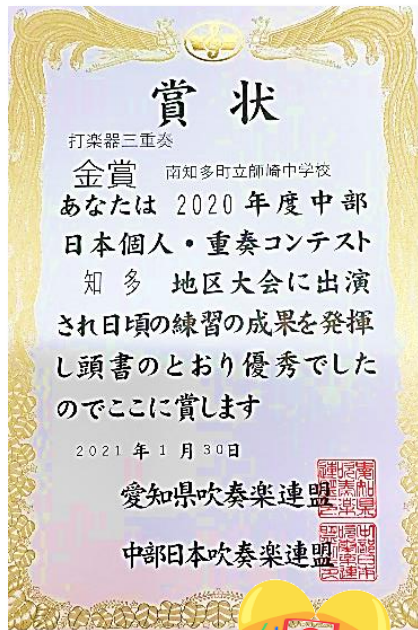 賞状
打楽器三重奏
金賞 南知多町立師崎中学校
あなたは 2020 年度中部
日本個人・重奏コンテスト
知多 地区大会に出演
され日頃の練習の成果を発揮
し頭書のとおり優秀でした
のでここに賞します
2021 年 1 月 30日
愛知県吹奏楽連盟
中部日本吹奏楽連盟